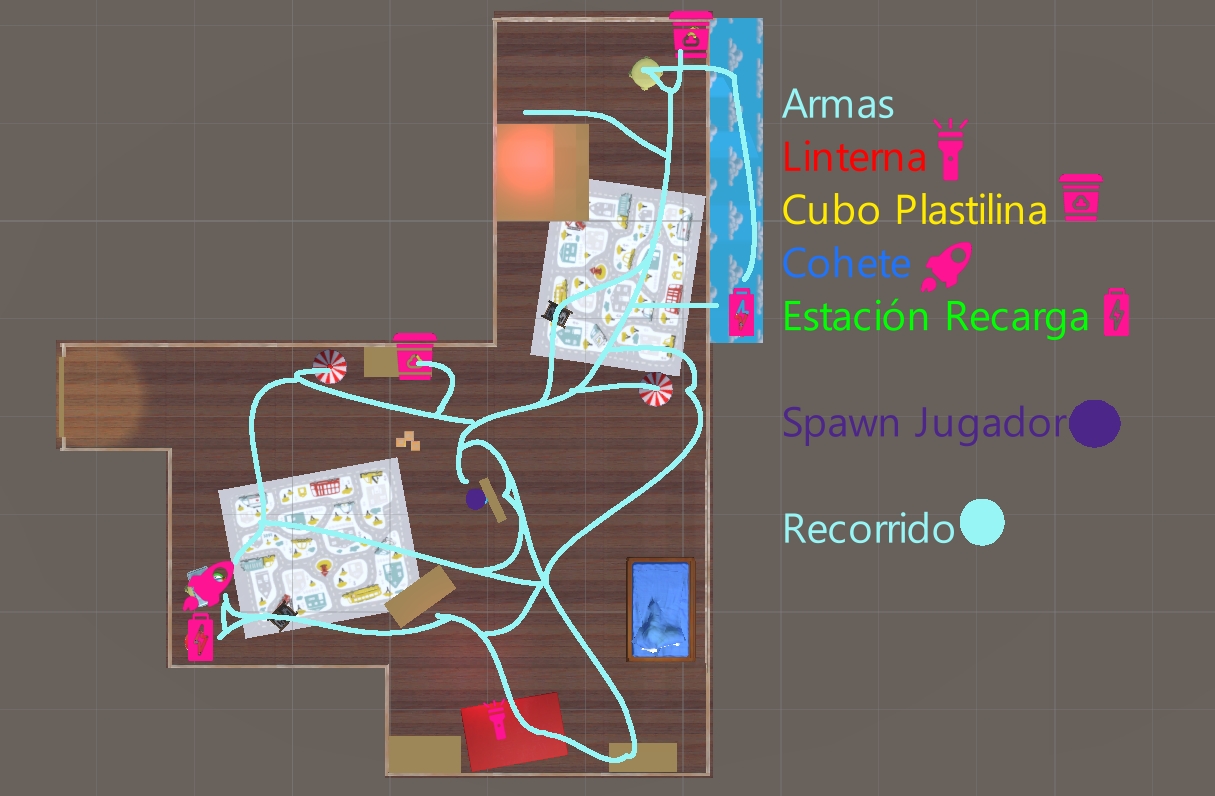 Armas
Linterna
Cubo Plastilina
Cohete
Estación Recarga
Spawn Jugador
Recorrido